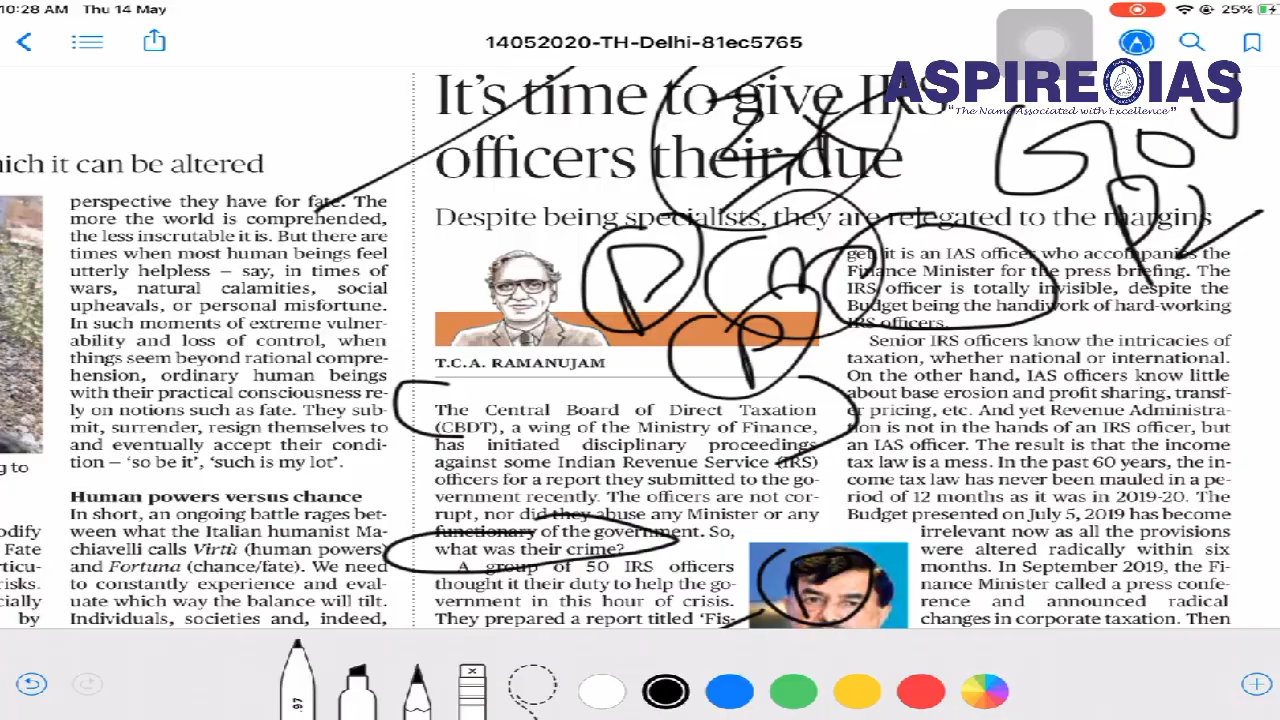 10:28 AM Thu 14 May
25%
14052020-TH-Delhi-81ec5765
ASPIRE IAS
"The Name Associated with Excellence"
hich it can be altered
perspective they have for fate. The
more the world is comprehended,
the less inscrutable it is. But there are
times when most human beings feel
utterly helpless – say, in times of
wars, natural calamities, social
upheavals, or personal misfortune.
In such moments of extreme vulner-
ability and loss of control, when
things seem beyond rational compre-
hension, ordinary human beings
with their practical consciousness re-
ly on notions such as fate. They sub-
mit, surrender, resign themselves to
and eventually accept their condi-
tion – 'so be it', 'such is my lot'.
Human powers versus chance
In short, an ongoing battle rages bet-
ween what the Italian humanist Ma-
chiavelli calls Virtù (human powers)
and Fortuna (chance/fate). We need
to constantly experience and eval-
uate which way the balance will tilt.
Individuals, societies and, indeed,
g to
odify
Fate
rticu-
risks.
cially
by
It's time to give IRS
officers their due
Despite being specialists, they are relegated to the margins
T.C.A. RAMANUJAM
The Central Board of Direct Taxation
(CBDT), a wing of the Ministry of Finance,
has initiated disciplinary proceedings
against some Indian Revenue Service (IRS)
officers for a report they submitted to the go-
vernment recently. The officers are not cor-
rupt, nor did they abuse any Minister or any
functionary of the government. So,
what was their crime?
A group of 50 IRS officers
thought it their duty to help the go-
vernment in this hour of crisis.
They prepared a report titled 'Fis-
get, it is an IAS officer who accompanies the
Finance Minister for the press briefing. The
IRS officer is totally invisible, despite the
Budget being the handiwork of hard-working
IRS officers.
Senior IRS officers know the intricacies of
taxation, whether national or international.
On the other hand, IAS officers know little
about base erosion and profit sharing, transf-
er pricing, etc. And yet Revenue Administra-
tion is not in the hands of an IRS officer, but
an IAS officer. The result is that the income
tax law is a mess. In the past 60 years, the in-
come tax law has never been mauled in a pe-
riod of 12 months as it was in 2019-20. The
Budget presented on July 5, 2019 has become
irrelevant now as all the provisions
were altered radically within six
months. In September 2019, the Fi-
nance Minister called a press confe-
rence and announced radical
changes in corporate taxation. Then
Gov
P
P